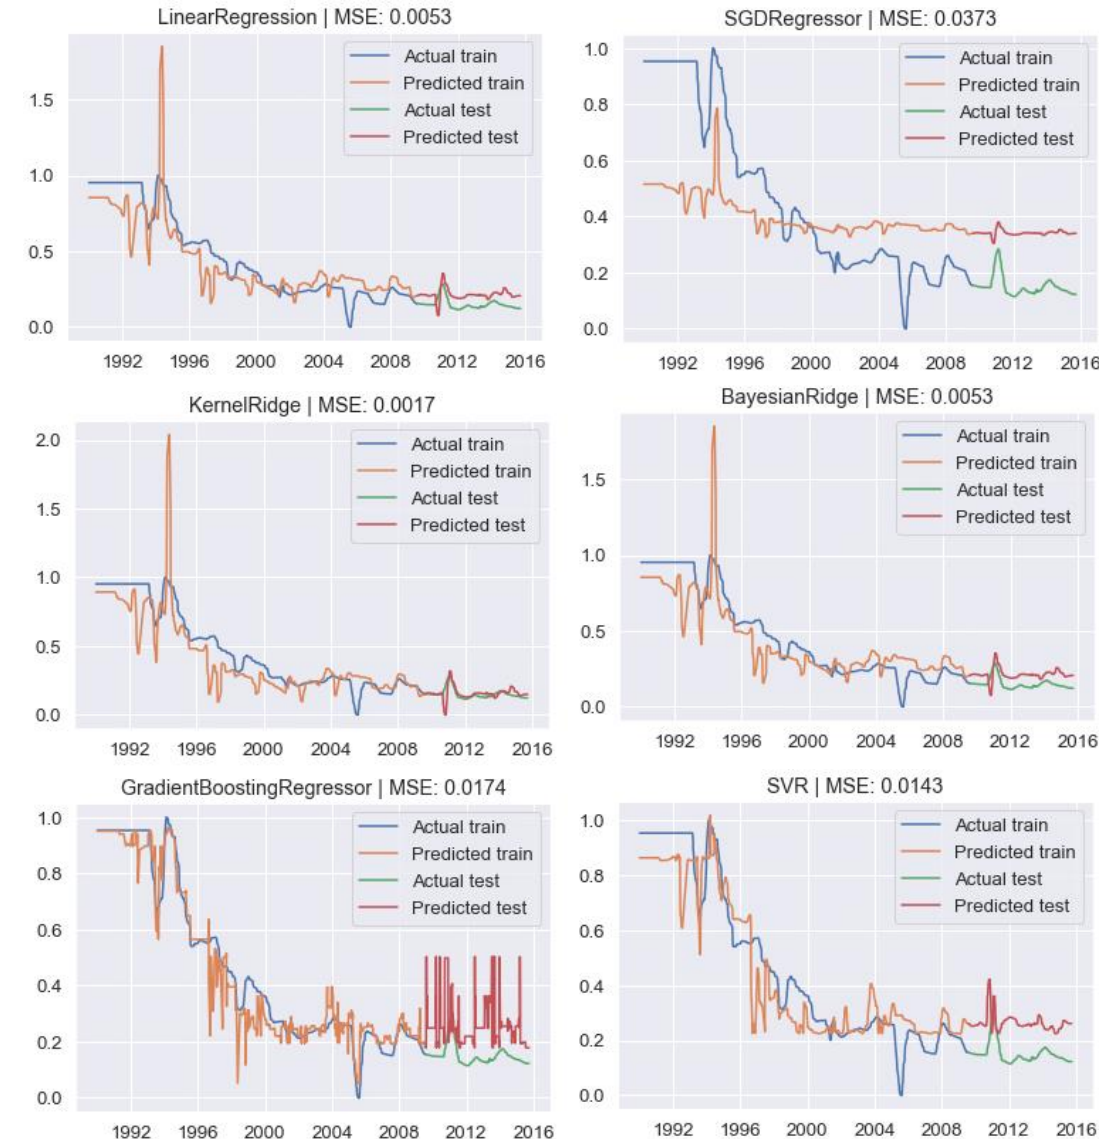 LinearRegression | MSE: 0.0053
Actual train
Predicted train
Actual test
Predicted test
1.5
1.0
0.5
0.0
1992 1996 2000 2004 2008 2012 2016
SGDRegressor | MSE: 0.0373
Actual train
Predicted train
Actual test
Predicted test
1.0
0.8
0.6
0.4
0.2
0.0
1992 1996 2000 2004 2008 2012 2016
KernelRidge | MSE: 0.0017
Actual train
Predicted train
Actual test
Predicted test
2.0
1.5
1.0
0.5
0.0
1992 1996 2000 2004 2008 2012 2016
BayesianRidge | MSE: 0.0053
Actual train
Predicted train
Actual test
Predicted test
1.5
1.0
0.5
0.0
1992 1996 2000 2004 2008 2012 2016
GradientBoostingRegressor | MSE: 0.0174
Actual train
Predicted train
Actual test
Predicted test
1.0
0.8
0.6
0.4
0.2
0.0
1992 1996 2000 2004 2008 2012 2016
SVR | MSE: 0.0143
Actual train
Predicted train
Actual test
Predicted test
1.0
0.8
0.6
0.4
0.2
0.0
1992 1996 2000 2004 2008 2012 2016